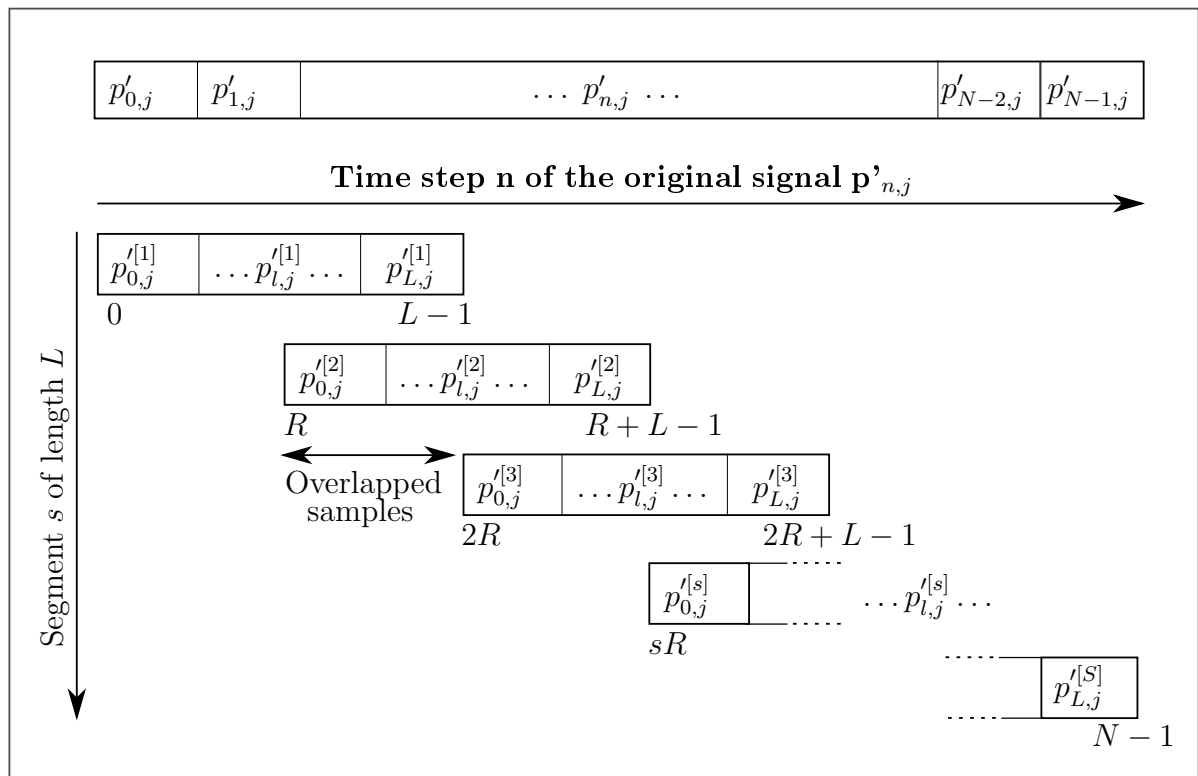 p′0,j p′1,j … p′n,j … p′N−2,j p′N−1,j
Time step n of the original signal p'n,j
Segment s of length L
p′[1]0,j … p′[1]l,j … p′[1]L,j
0 L − 1
p′[2]0,j … p′[2]l,j … p′[2]L,j
R R + L − 1
Overlapped
samples
p′[3]0,j … p′[3]l,j … p′[3]L,j
2R 2R + L − 1
p′[s]0,j … p′[s]l,j …
sR
p′[S]L,j
N − 1